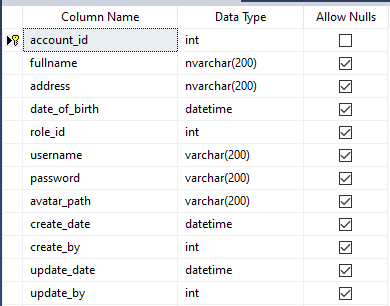 Column Name Data Type Allow Nulls
account_id int
fullname nvarchar(200)
address nvarchar(200)
date_of_birth datetime
role_id int
username varchar(200)
password varchar(200)
avatar_path varchar(200)
create_date datetime
create_by int
update_date datetime
update_by int